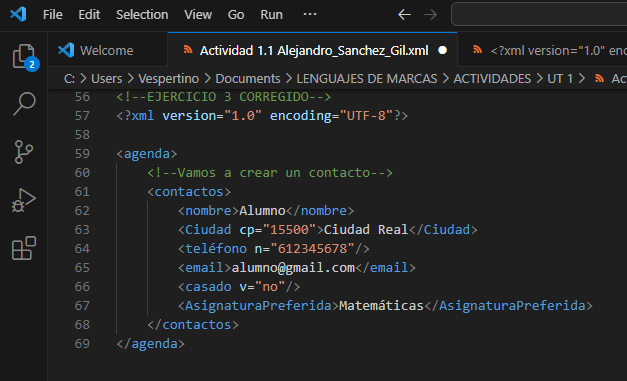 File Edit Selection View Go Run ···
Welcome
Actividad 1.1 Alejandro_Sanchez_Gil.xml
<?xml version="1.0" enc
C: > Users > Vespertino > Documents > LENGUAJES DE MARCAS > ACTIVIDADES > UT 1 > Ac
2
56 <!--EJERCICIO 3 CORREGIDO-->
57 <?xml version="1.0" encoding="UTF-8"?>
58
59 <agenda>
60 <!--Vamos a crear un contacto-->
61 <contactos>
62 <nombre>Alumno</nombre>
63 <Ciudad cp="15500">Ciudad Real</Ciudad>
64 <teléfono n="612345678"/>
65 <email>alumno@gmail.com</email>
66 <casado v="no"/>
67 <AsignaturaPreferida>Matemáticas</AsignaturaPreferida>
68 </contactos>
69 </agenda>